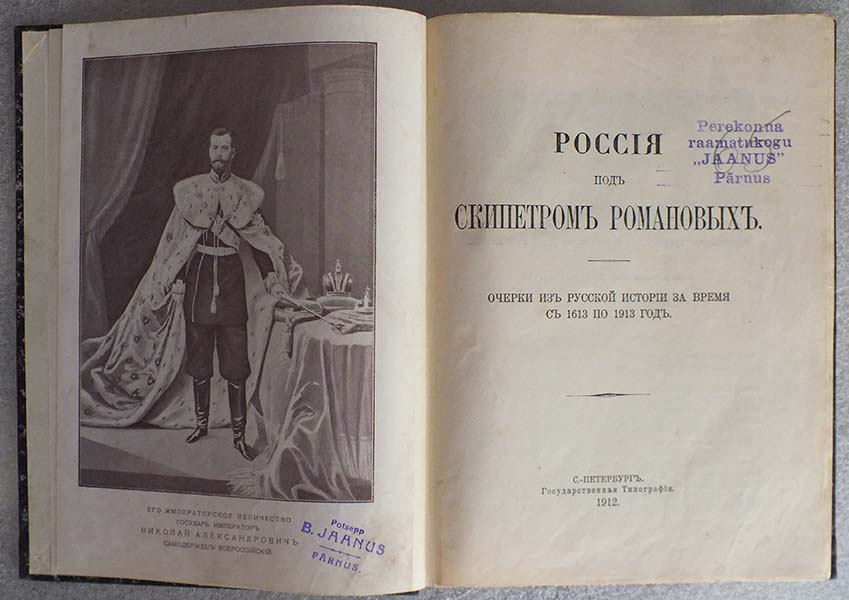 ЕГО ИМПЕРАТОРСКОЕ ВЕЛИЧЕСТВО
ГОСУДАРЬ ИМПЕРАТОРЪ
НИКОЛАЙ АЛЕКСАНДРОВИЧЪ
САМОДЕРЖЕЦЪ ВСЕРОССІЙСКІЙ.
Potsepp
B. JAANUS
PÄRNUS.
РОССІЯ
ПОДЪ
СКИПЕТРОМЪ РОМАНОВЫХЪ.
ОЧЕРКИ ИЗЪ РУССКОЙ ИСТОРІИ ЗА ВРЕМЯ
СЪ 1613 ПО 1913 ГОДЪ.
С.-ПЕТЕРБУРГЪ.
Государственная Типографія.
1912.
Perekonna
raamatukogu
„JAANUS"
Pärnus